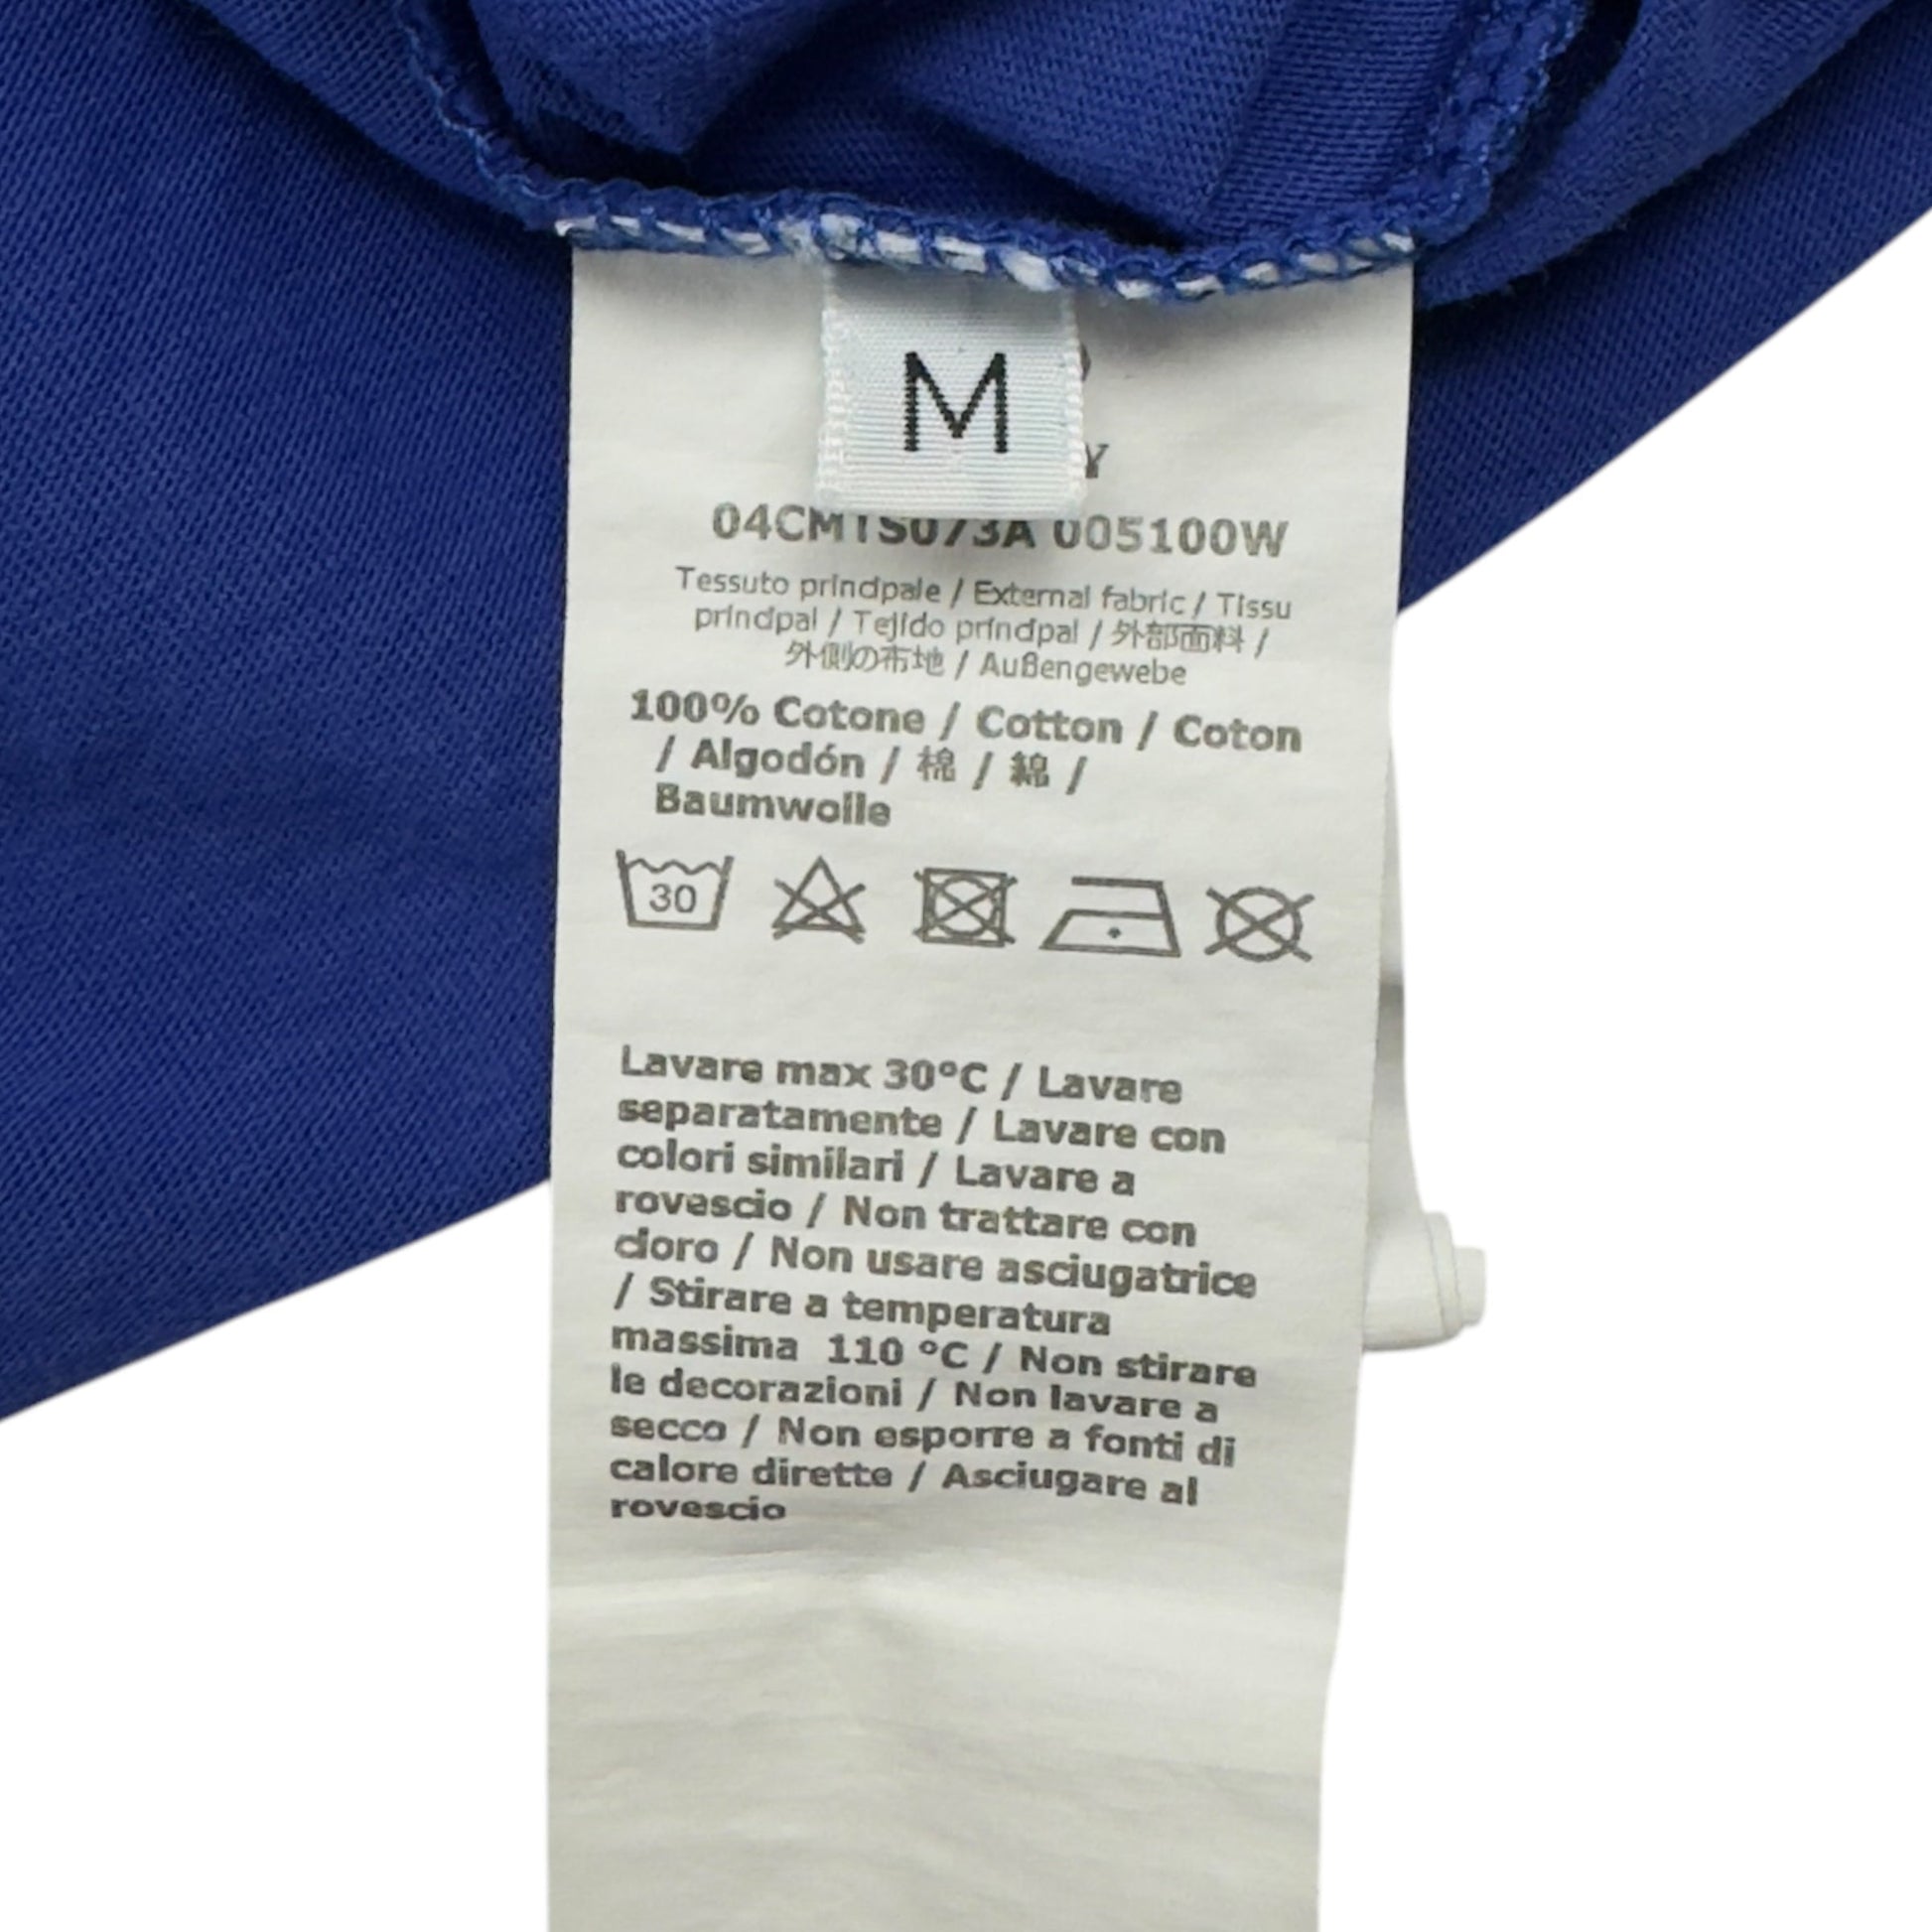 M
Y
04CMTS073A 005100W
Tessuto principale / External fabric / Tissu
principal / Tejido principal / 外部面料 /
外側の布地 / Außengewebe
100% Cotone / Cotton / Coton
/ Algodón / 棉 / 綿 /
Baumwolle
30
Lavare max 30°C / Lavare
separatamente / Lavare con
colori similari / Lavare a
rovescio / Non trattare con
cloro / Non usare asciugatrice
/ Stirare a temperatura
massima 110 °C / Non stirare
le decorazioni / Non lavare a
secco / Non esporre a fonti di
calore dirette / Asciugare al
rovescio